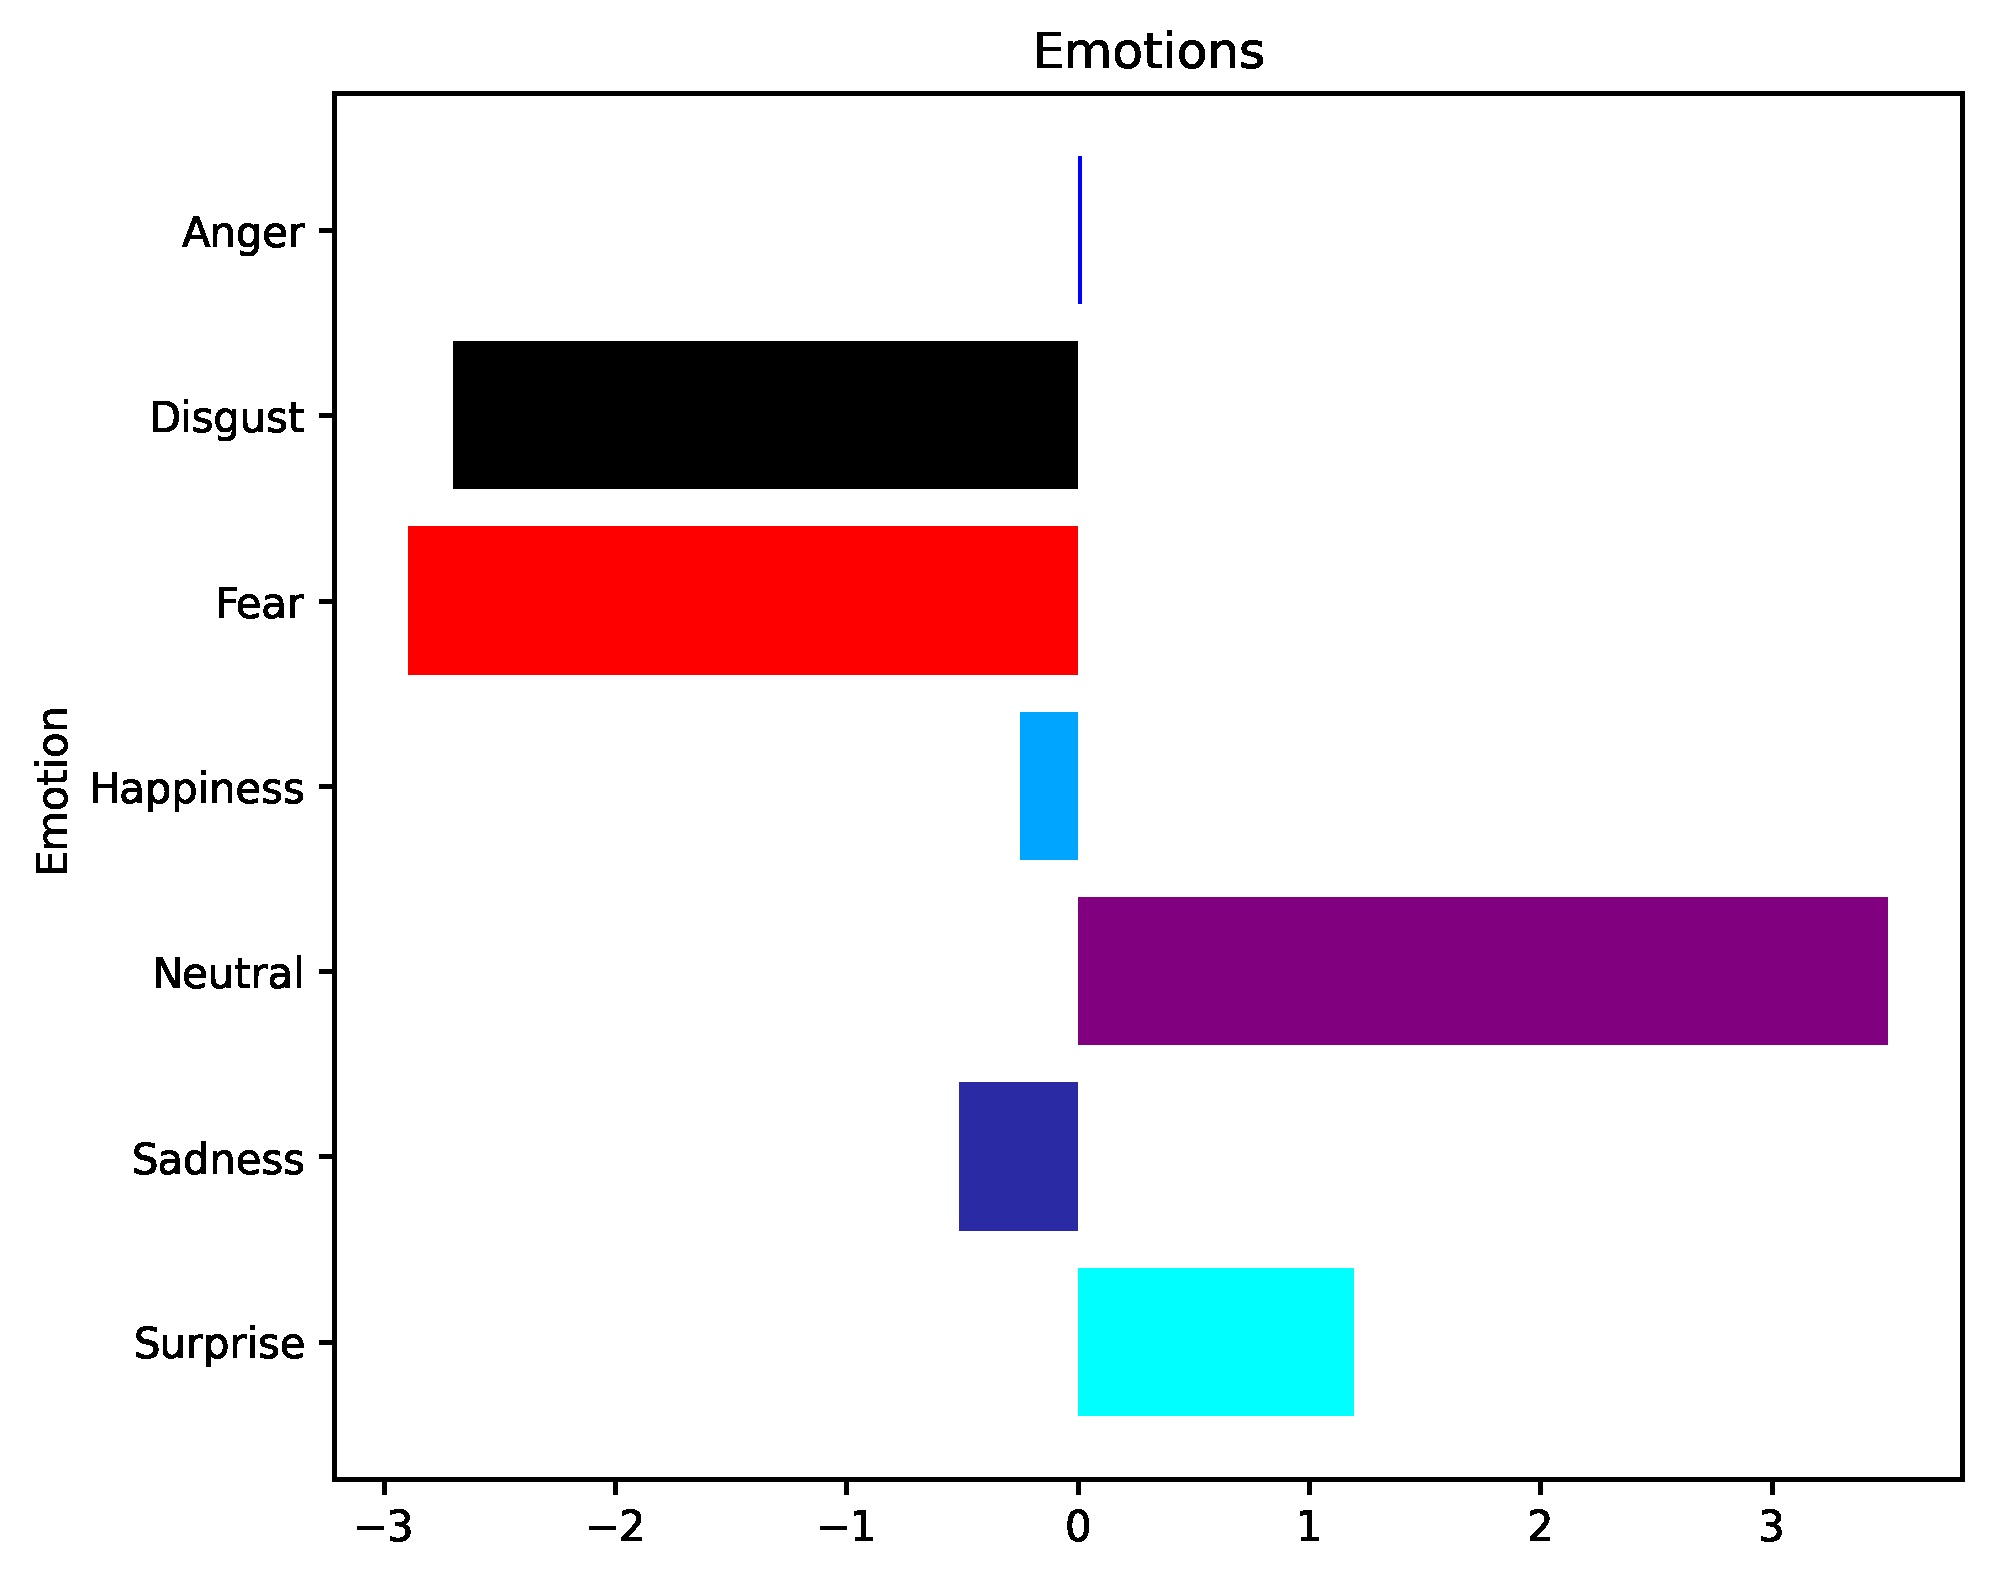 Emotions
Emotion
Anger
Disgust
Fear
Happiness
Neutral
Sadness
Surprise
−3 −2 −1 0 1 2 3